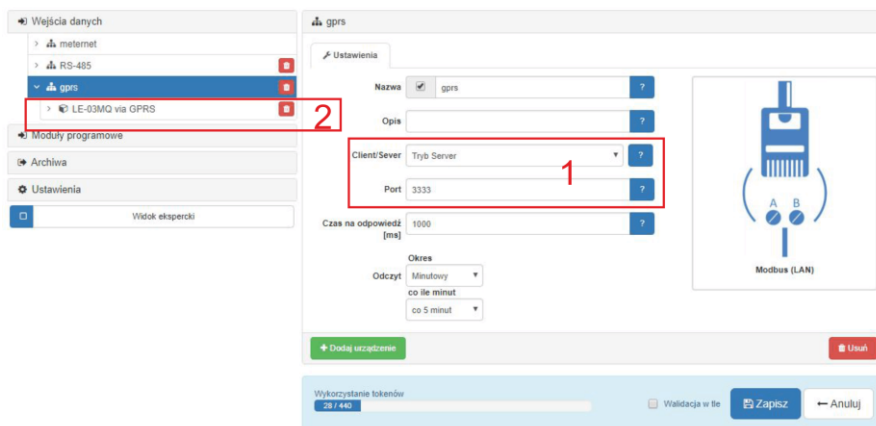 Wejścia danych
meternet
RS-485
gprs
LE-03MQ via GPRS
2
Moduły programowe
Archiwa
Ustawienia
Widok ekspercki
gprs
Ustawienia
Nazwa gprs ?
Opis ?
Client/Sever Tryb Server ?
1
Port 3333 ?
Czas na odpowiedź [ms] 1000 ?
Okres
Odczyt Minutowy
co ile minut
co 5 minut
A B
Modbus (LAN)
+ Dodaj urządzenie
Usuń
Wykorzystanie tokenów
28 / 440
Walidacja w tle
Zapisz
Anuluj